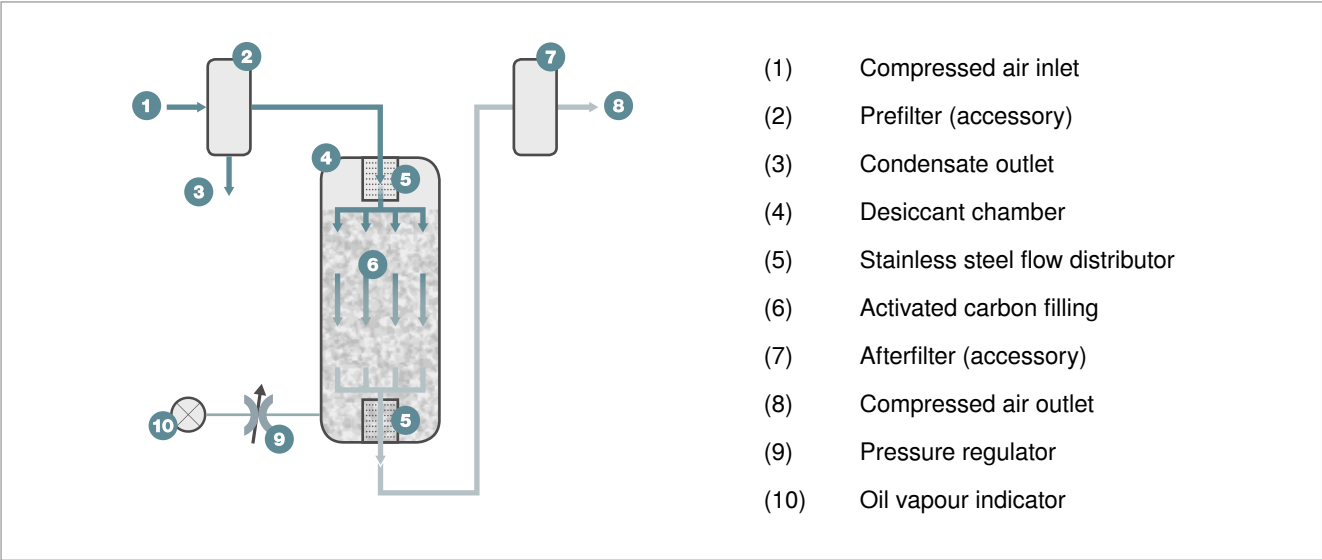 1
2
3
4
5
6
5
7
8
9
10
(1) Compressed air inlet
(2) Prefilter (accessory)
(3) Condensate outlet
(4) Desiccant chamber
(5) Stainless steel flow distributor
(6) Activated carbon filling
(7) Afterfilter (accessory)
(8) Compressed air outlet
(9) Pressure regulator
(10) Oil vapour indicator